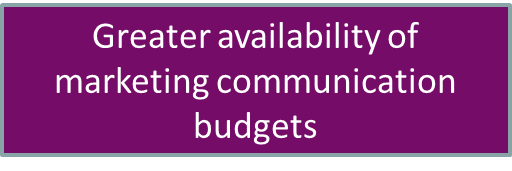 Greater availability of
marketing communication
budgets